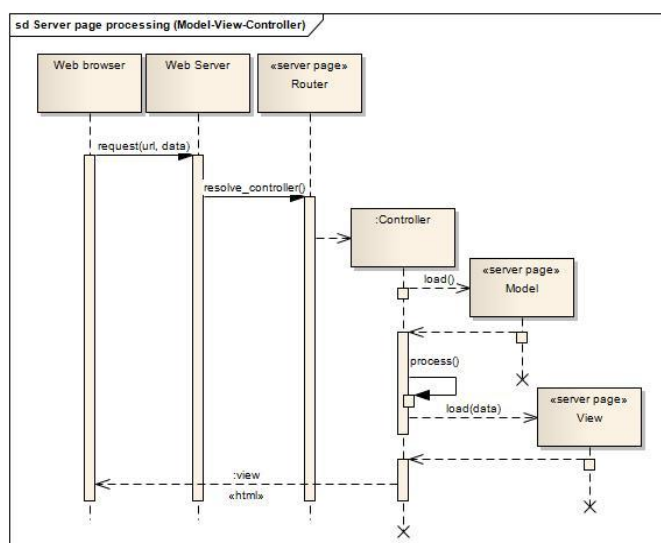 sd Server page processing (Model-View-Controller)
Web browser
Web Server
«server page»
Router
request(url, data)
resolve_controller()
:Controller
load()
«server page»
Model
process()
load(data)
«server page»
View
:view
«html»